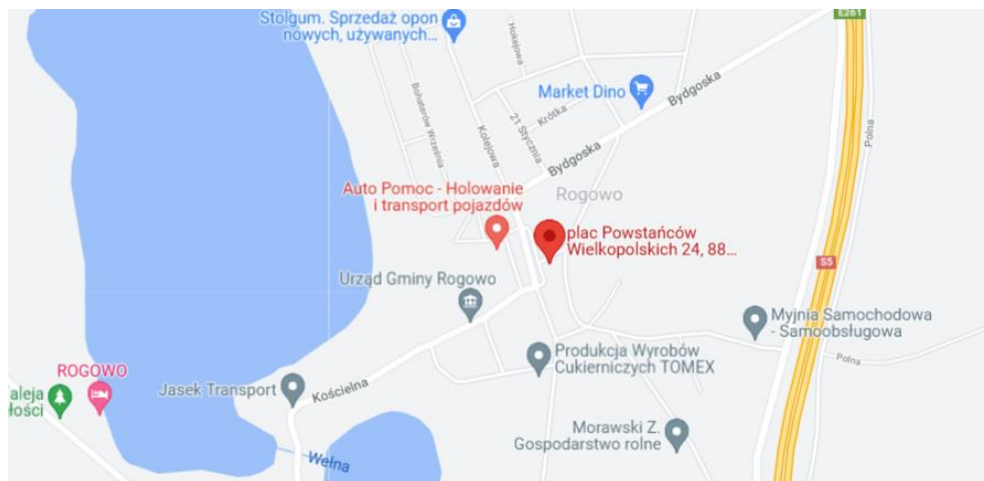 E261
Stolgum. Sprzedaż opon
nowych, używanych...
Hokejowa
Market Dino
Bydgoska
Bohaterów Września
Kolejowa
21 Stycznia
Krótka
Polna
Bydgoska
Auto Pomoc - Holowanie
i transport pojazdów
Rogowo
plac Powstańców
Wielkopolskich 24, 88...
Urząd Gminy Rogowo
S5
Myjnia Samochodowa
- Samoobsługowa
Produkcja Wyrobów
Cukierniczych TOMEX
Polna
ROGOWO
aleja
łości
Jasek Transport
Kościelna
Morawski Z.
Gospodarstwo rolne
Wełna